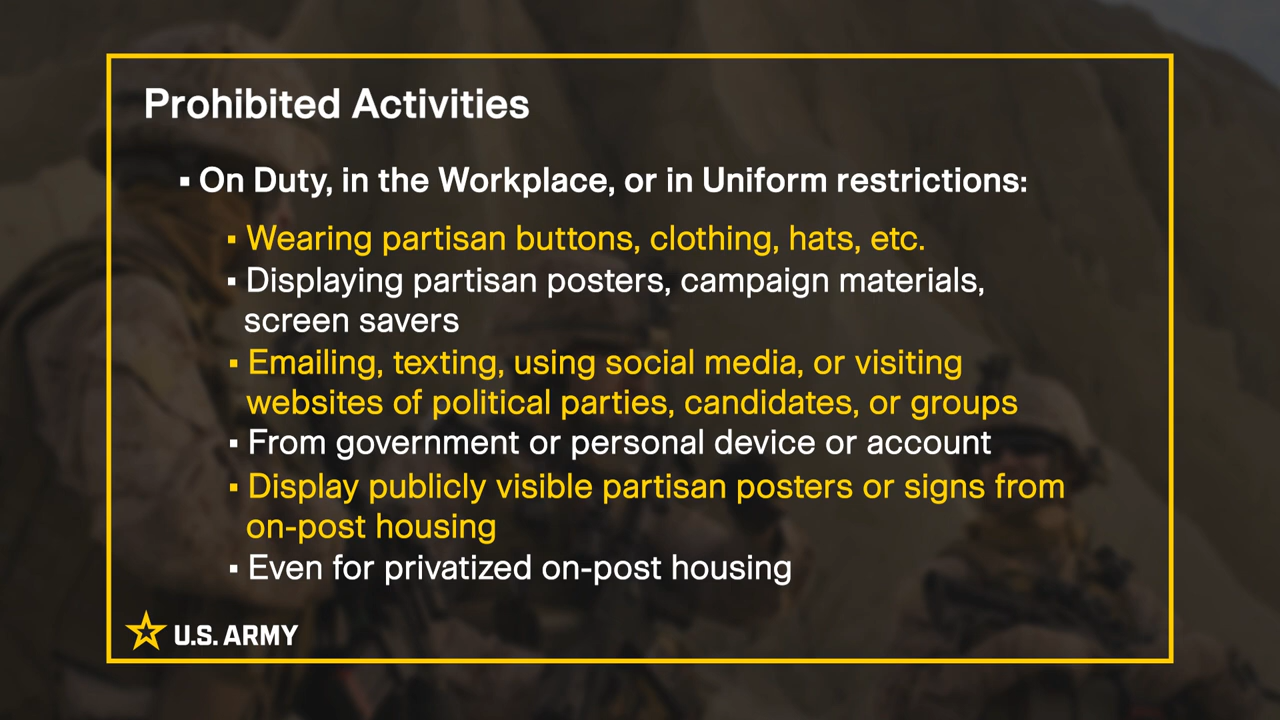 Prohibited Activities
▪ On Duty, in the Workplace, or in Uniform restrictions:
▪ Wearing partisan buttons, clothing, hats, etc.
▪ Displaying partisan posters, campaign materials,
screen savers
▪ Emailing, texting, using social media, or visiting
websites of political parties, candidates, or groups
▪ From government or personal device or account
▪ Display publicly visible partisan posters or signs from
on-post housing
▪ Even for privatized on-post housing
U.S. ARMY